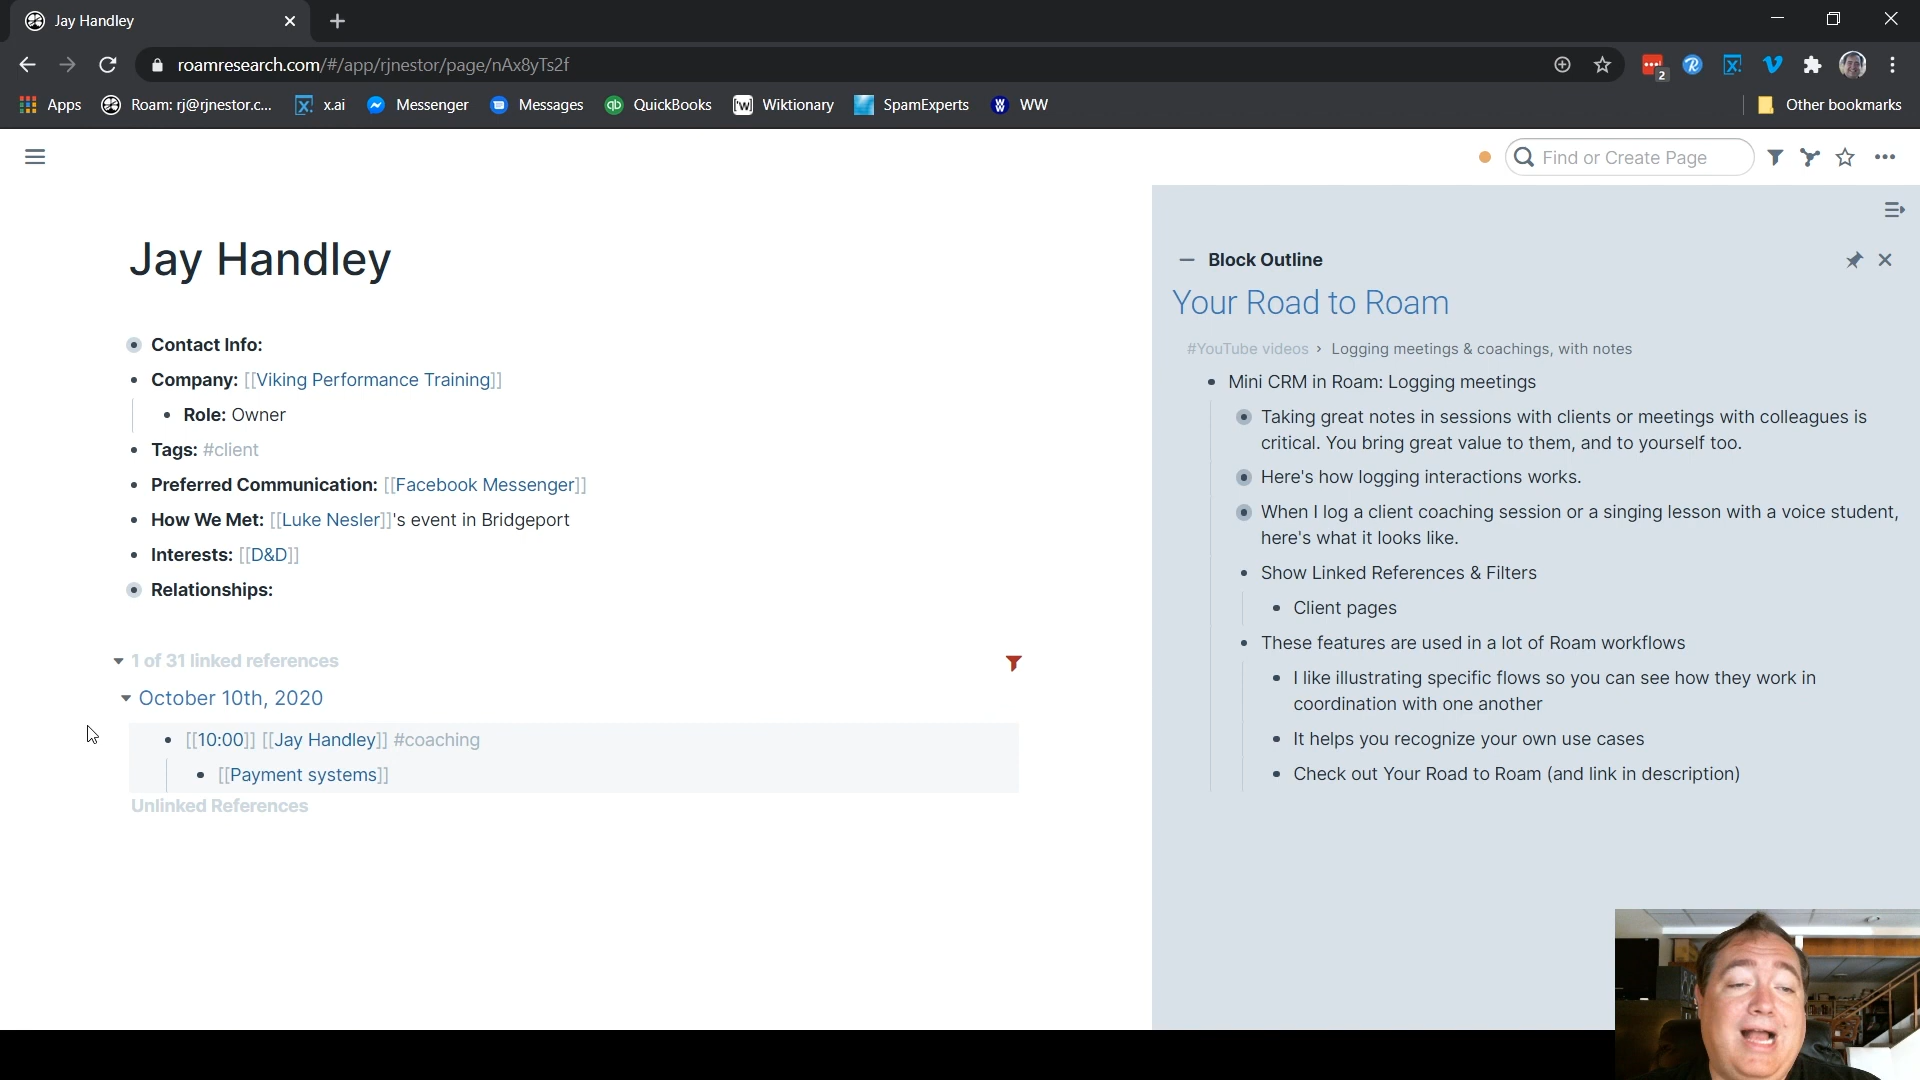 Jay Handley
roamresearch.com/#/app/rjnestor/page/nAx8yTs2f
2
Apps
Roam: rj@rjnestor.c...
x.ai
Messenger
Messages
QuickBooks
Wiktionary
SpamExperts
WW
Other bookmarks
Find or Create Page
Jay Handley
Contact Info:
Company: [[Viking Performance Training]]
Role: Owner
Tags: #client
Preferred Communication: [[Facebook Messenger]]
How We Met: [[Luke Nesler]]'s event in Bridgeport
Interests: [[D&D]]
Relationships:
1 of 31 linked references
October 10th, 2020
[[10:00]] [[Jay Handley]] #coaching
[[Payment systems]]
Unlinked References
Block Outline
Your Road to Roam
#YouTube videos › Logging meetings & coachings, with notes
Mini CRM in Roam: Logging meetings
Taking great notes in sessions with clients or meetings with colleagues is
critical. You bring great value to them, and to yourself too.
Here's how logging interactions works.
When I log a client coaching session or a singing lesson with a voice student,
here's what it looks like.
Show Linked References & Filters
Client pages
These features are used in a lot of Roam workflows
I like illustrating specific flows so you can see how they work in
coordination with one another
It helps you recognize your own use cases
Check out Your Road to Roam (and link in description)